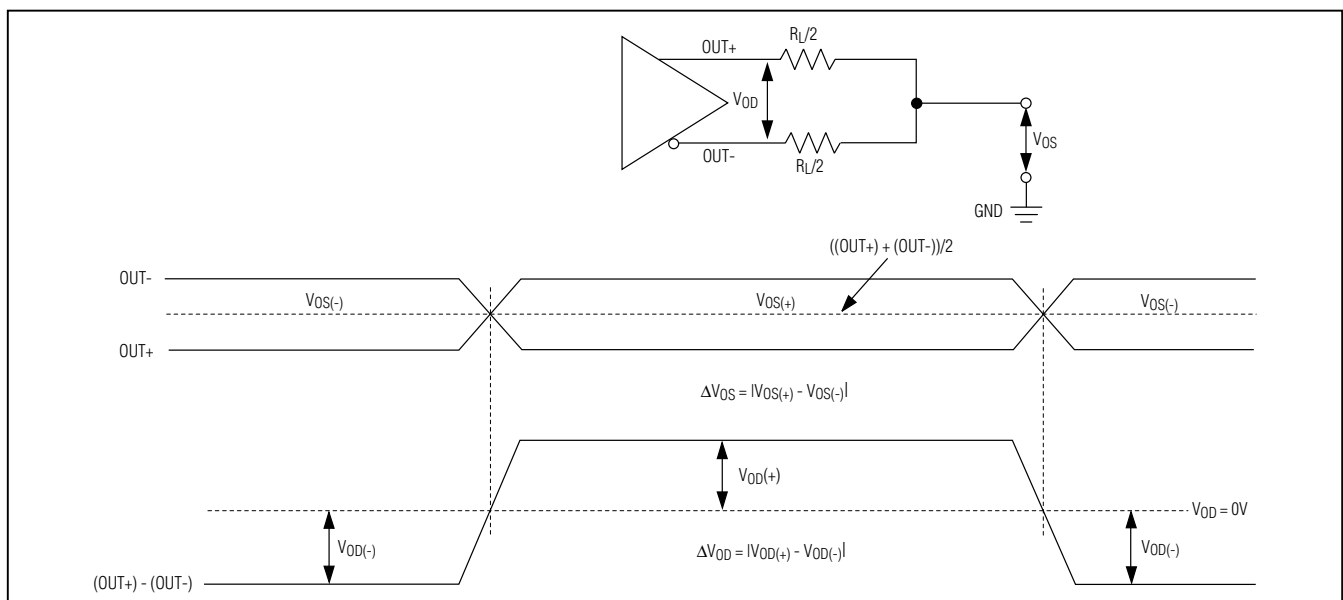 OUT+
RL/2
VOD
OUT-
RL/2
VOS
GND
((OUT+) + (OUT-))/2
OUT-
VOS(-)
VOS(+)
VOS(-)
OUT+
ΔVOS = |VOS(+) - VOS(-)|
VOD(+)
VOD = 0V
VOD(-)
ΔVOD = |VOD(+) - VOD(-)|
VOD(-)
(OUT+) - (OUT-)